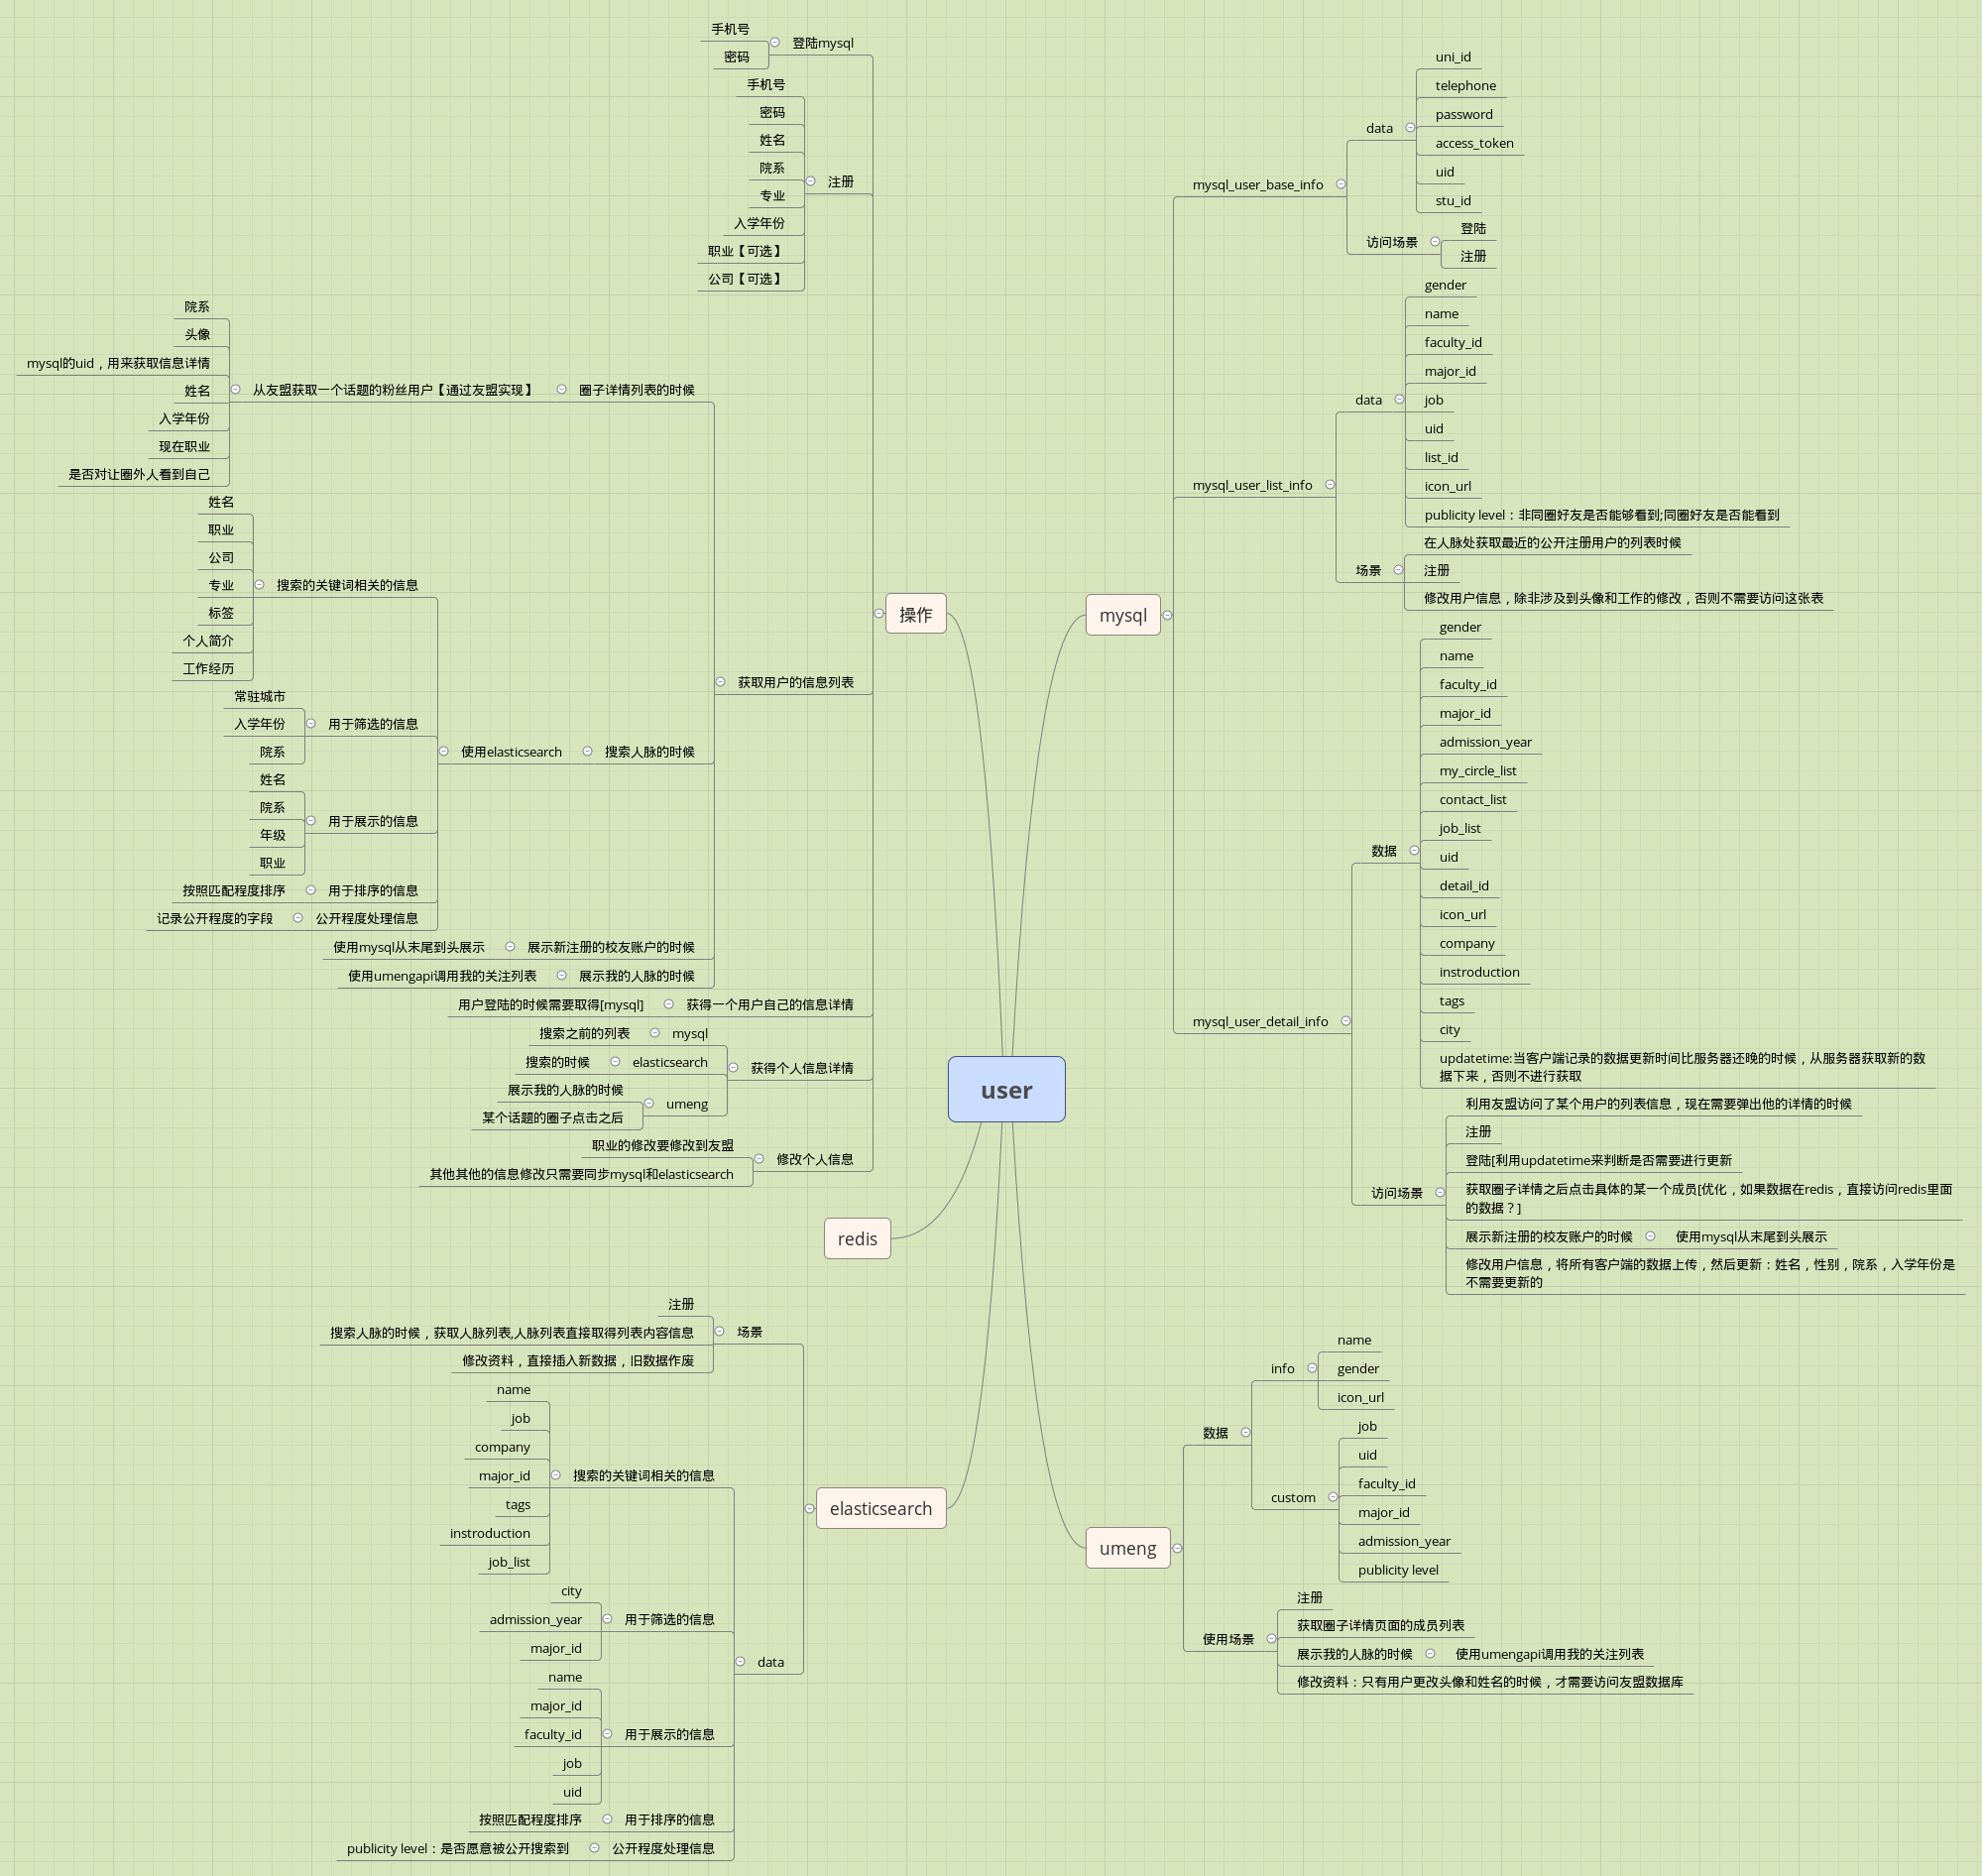 user
操作
登陆mysql
手机号
密码
注册
手机号
密码
姓名
院系
专业
入学年份
职业【可选】
公司【可选】
获取用户的信息列表
圈子详情列表的时候
从友盟获取一个话题的粉丝用户【通过友盟实现】
院系
头像
mysql的uid，用来获取信息详情
姓名
入学年份
现在职业
是否对让圈外人看到自己
搜索人脉的时候
使用elasticsearch
搜索的关键词相关的信息
姓名
职业
公司
专业
标签
个人简介
工作经历
用于筛选的信息
常驻城市
入学年份
院系
用于展示的信息
姓名
院系
年级
职业
用于排序的信息
按照匹配程度排序
公开程度处理信息
记录公开程度的字段
展示新注册的校友账户的时候
使用mysql从末尾到头展示
展示我的人脉的时候
使用umengapi调用我的关注列表
获得一个用户自己的信息详情
用户登陆的时候需要取得[mysql]
获得个人信息详情
mysql
搜索之前的列表
elasticsearch
搜索的时候
umeng
展示我的人脉的时候
某个话题的圈子点击之后
修改个人信息
职业的修改要修改到友盟
其他其他的信息修改只需要同步mysql和elasticsearch
redis
elasticsearch
场景
注册
搜索人脉的时候，获取人脉列表,人脉列表直接取得列表内容信息
修改资料，直接插入新数据，旧数据作废
data
搜索的关键词相关的信息
name
job
company
major_id
tags
instroduction
job_list
用于筛选的信息
city
admission_year
major_id
用于展示的信息
name
major_id
faculty_id
job
uid
用于排序的信息
按照匹配程度排序
公开程度处理信息
publicity level：是否愿意被公开搜索到
mysql
mysql_user_base_info
data
uni_id
telephone
password
access_token
uid
stu_id
访问场景
登陆
注册
mysql_user_list_info
data
gender
name
faculty_id
major_id
job
uid
list_id
icon_url
publicity level：非同圈好友是否能够看到;同圈好友是否能看到
场景
在人脉处获取最近的公开注册用户的列表时候
注册
修改用户信息，除非涉及到头像和工作的修改，否则不需要访问这张表
mysql_user_detail_info
数据
gender
name
faculty_id
major_id
admission_year
my_circle_list
contact_list
job_list
uid
detail_id
icon_url
company
instroduction
tags
city
updatetime:当客户端记录的数据更新时间比服务器还晚的时候，从服务器获取新的数
据下来，否则不进行获取
访问场景
利用友盟访问了某个用户的列表信息，现在需要弹出他的详情的时候
注册
登陆[利用updatetime来判断是否需要进行更新
获取圈子详情之后点击具体的某一个成员[优化，如果数据在redis，直接访问redis里面
的数据？]
展示新注册的校友账户的时候
使用mysql从末尾到头展示
修改用户信息，将所有客户端的数据上传，然后更新：姓名，性别，院系，入学年份是
不需要更新的
umeng
数据
info
name
gender
icon_url
custom
job
uid
faculty_id
major_id
admission_year
publicity level
使用场景
注册
获取圈子详情页面的成员列表
展示我的人脉的时候
使用umengapi调用我的关注列表
修改资料：只有用户更改头像和姓名的时候，才需要访问友盟数据库